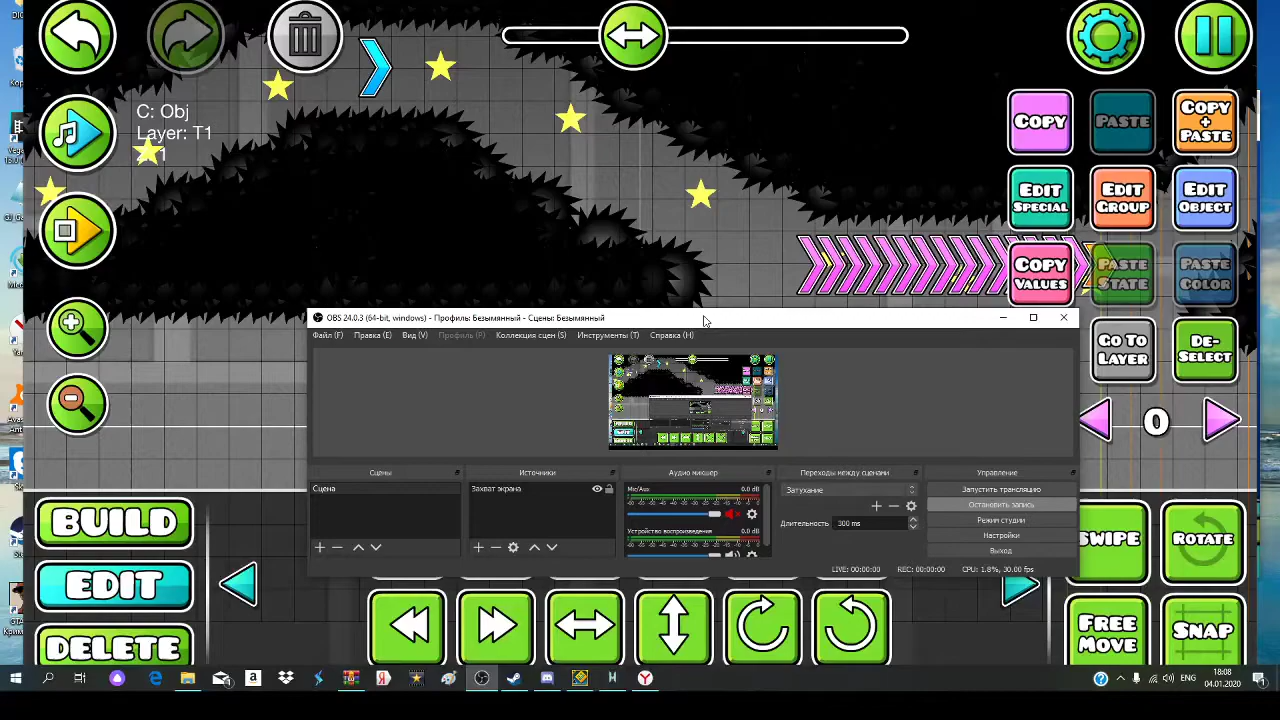 C: Obj
Layer: T1
COPY
PASTE
COPY
+
PASTE
EDIT
SPECIAL
EDIT
GROUP
EDIT
OBJECT
COPY
VALUES
PASTE
STATE
PASTE
COLOR
GO TO
LAYER
DE-
SELECT
0
OBS 24.0.3 (64-bit, windows) - Профиль: Безымянный - Сцены: Безымянный
Файл (F)
Правка (E)
Вид (V)
Профиль (P)
Коллекция сцен (S)
Инструменты (T)
Справка (H)
Сцены
Источники
Аудио микшер
Переходы между сценами
Управление
Сцена
Захват экрана
Mic/Aux
0.0 dB
Устройство воспроизведения
0.0 dB
Затухание
Длительность
300 ms
Запустить трансляцию
Остановить запись
Режим студии
Настройки
Выход
LIVE: 00:00:00
REC: 00:00:00
CPU: 1.8%, 30.00 fps
BUILD
EDIT
DELETE
SWIPE
ROTATE
FREE
MOVE
SNAP
ENG
18:08
04.01.2020